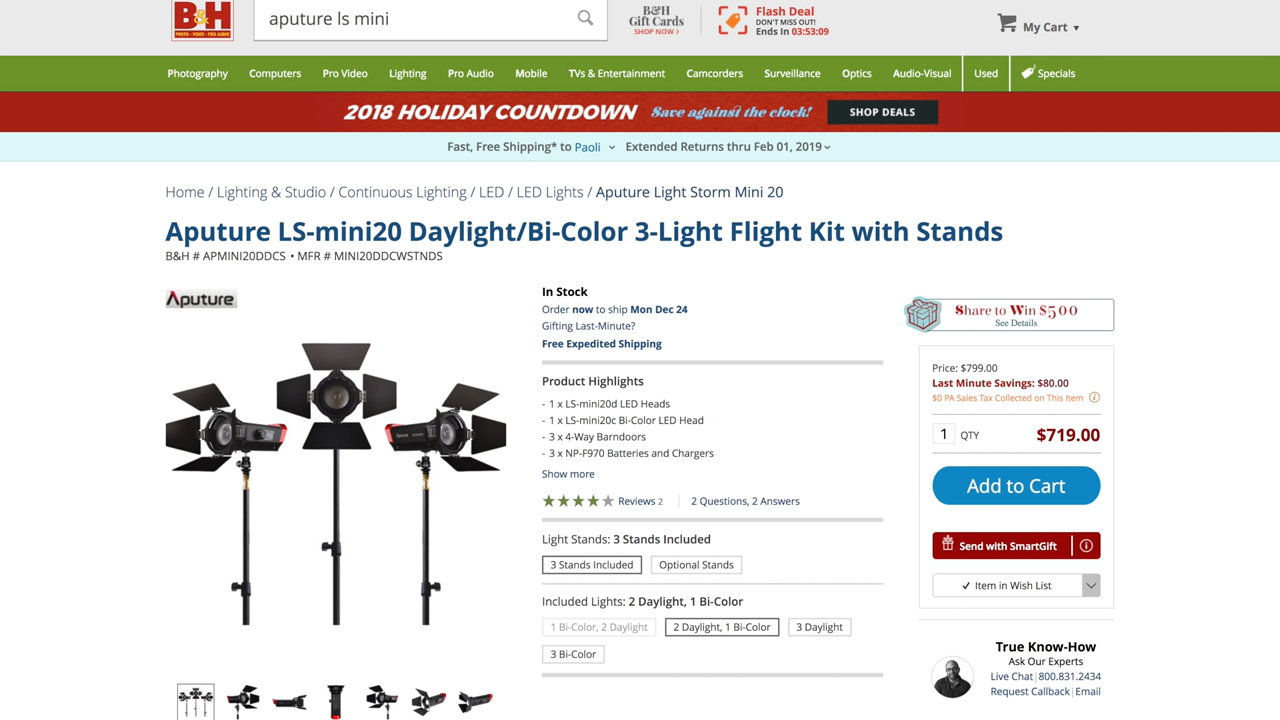 B&H
PHOTO - VIDEO - PRO AUDIO
aputure ls mini
B&H
Gift Cards
SHOP NOW >
Flash Deal
DON'T MISS OUT!
Ends In 03:53:09
My Cart
Photography Computers Pro Video Lighting Pro Audio Mobile TVs & Entertainment Camcorders Surveillance Optics Audio-Visual Used Specials
2018 HOLIDAY COUNTDOWN Save against the clock! SHOP DEALS
Fast, Free Shipping* to Paoli Extended Returns thru Feb 01, 2019
Home / Lighting & Studio / Continuous Lighting / LED / LED Lights / Aputure Light Storm Mini 20
Aputure LS-mini20 Daylight/Bi-Color 3-Light Flight Kit with Stands
B&H # APMINI20DDCS • MFR # MINI20DDCWSTNDS
Aputure
Aputure
In Stock
Order now to ship Mon Dec 24
Gifting Last-Minute?
Free Expedited Shipping
Product Highlights
- 1 x LS-mini20d LED Heads
- 1 x LS-mini20c Bi-Color LED Head
- 3 x 4-Way Barndoors
- 3 x NP-F970 Batteries and Chargers
Show more
Reviews 2 2 Questions, 2 Answers
Light Stands: 3 Stands Included
3 Stands Included Optional Stands
Included Lights: 2 Daylight, 1 Bi-Color
1 Bi-Color, 2 Daylight 2 Daylight, 1 Bi-Color 3 Daylight
3 Bi-Color
Share to Win $500
See Details
Price: $799.00
Last Minute Savings: $80.00
$0 PA Sales Tax Collected on This Item
1 QTY $719.00
Add to Cart
Send with SmartGift
✓ Item in Wish List
True Know-How
Ask Our Experts
Live Chat | 800.831.2434
Request Callback | Email